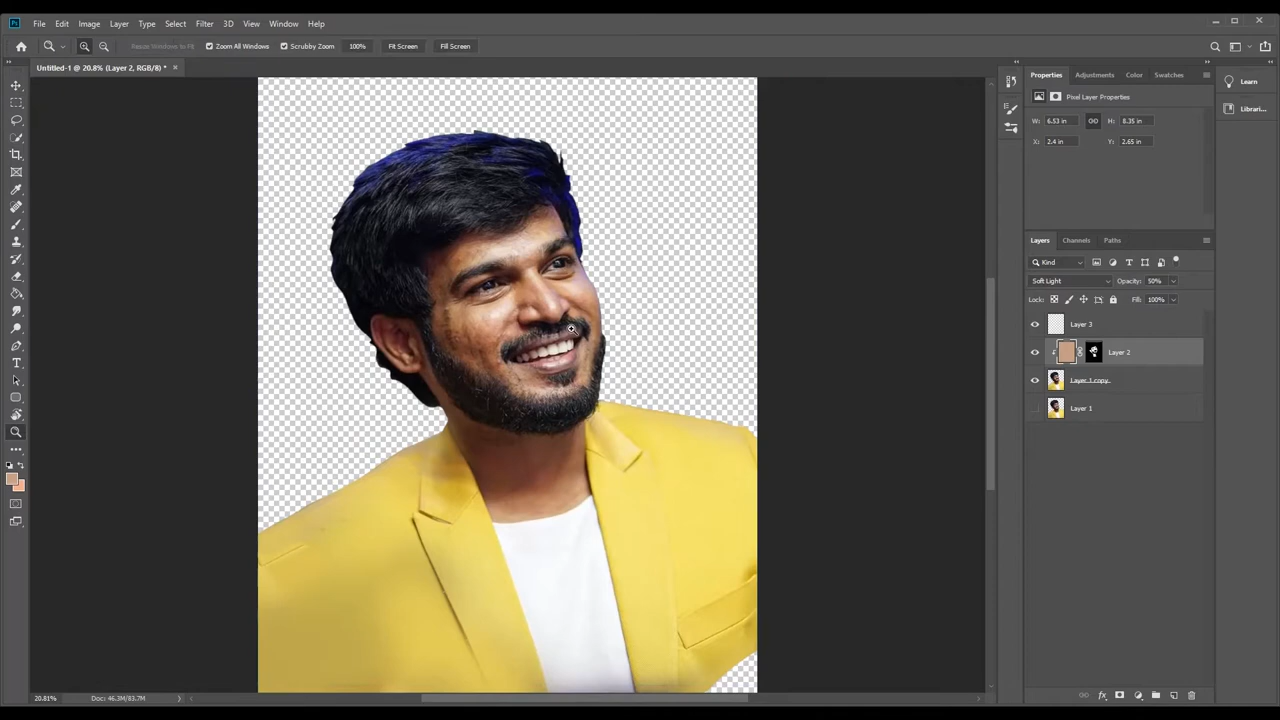 Ps File Edit Image Layer Type Select Filter 3D View Window Help
Resize Windows to Fit Zoom All Windows Scrubby Zoom 100% Fit Screen Fill Screen
Untitled-1 @ 20.8% (Layer 2, RGB/8) *
Properties Adjustments Color Swatches
Learn
Pixel Layer Properties
Librari...
W: 6.53 in H: 8.35 in
X: 2.4 in Y: 2.65 in
Layers Channels Paths
Kind
Soft Light Opacity: 50%
Lock: Fill: 100%
Layer 3
Layer 2
Layer 1 copy
Layer 1
20.81% Doc: 46.3M/83.7M